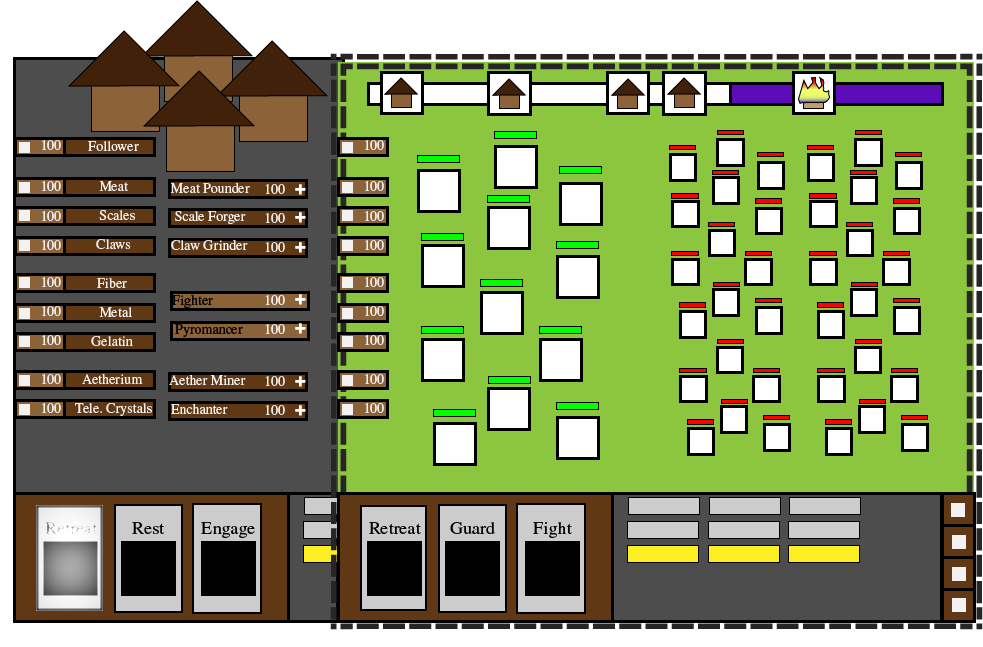 100 Follower 100
100 Meat Meat Pounder 100 + 100
100 Scales Scale Forger 100 + 100
100 Claws Claw Grinder 100 + 100
100 Fiber 100
Fighter 100 +
100 Metal 100
Pyromancer 100 +
100 Gelatin 100
100 Aetherium Aether Miner 100 + 100
100 Tele. Crystals Enchanter 100 + 100
Retreat Rest Engage Retreat Guard Fight